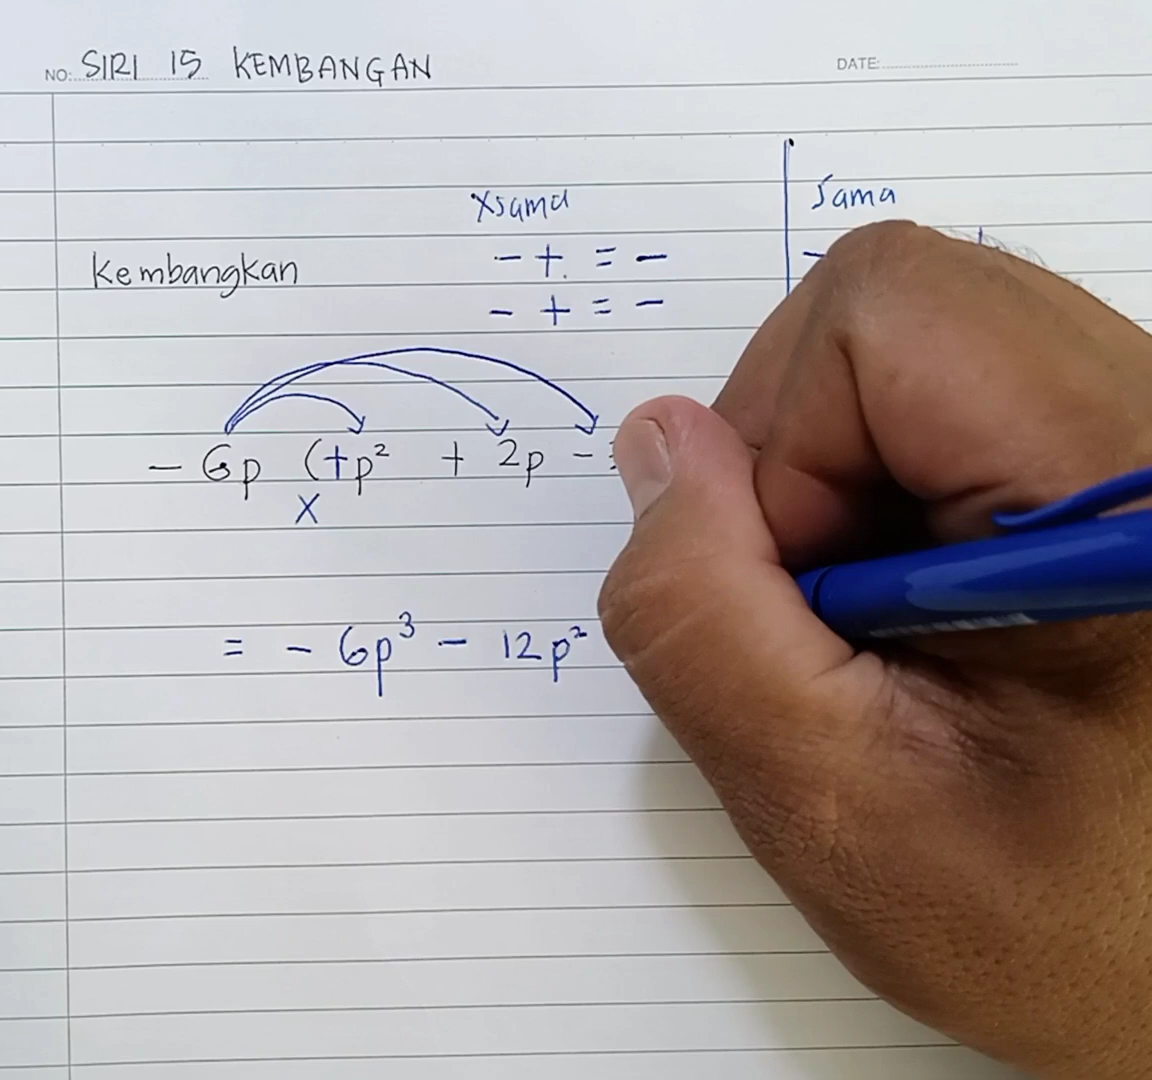 NO: SIRI 15 KEMBANGAN DATE:
Xsama Sama
Kembangkan - + = - -
- + = -
- 6p (+p² + 2p -
X
= - 6p³ - 12p²